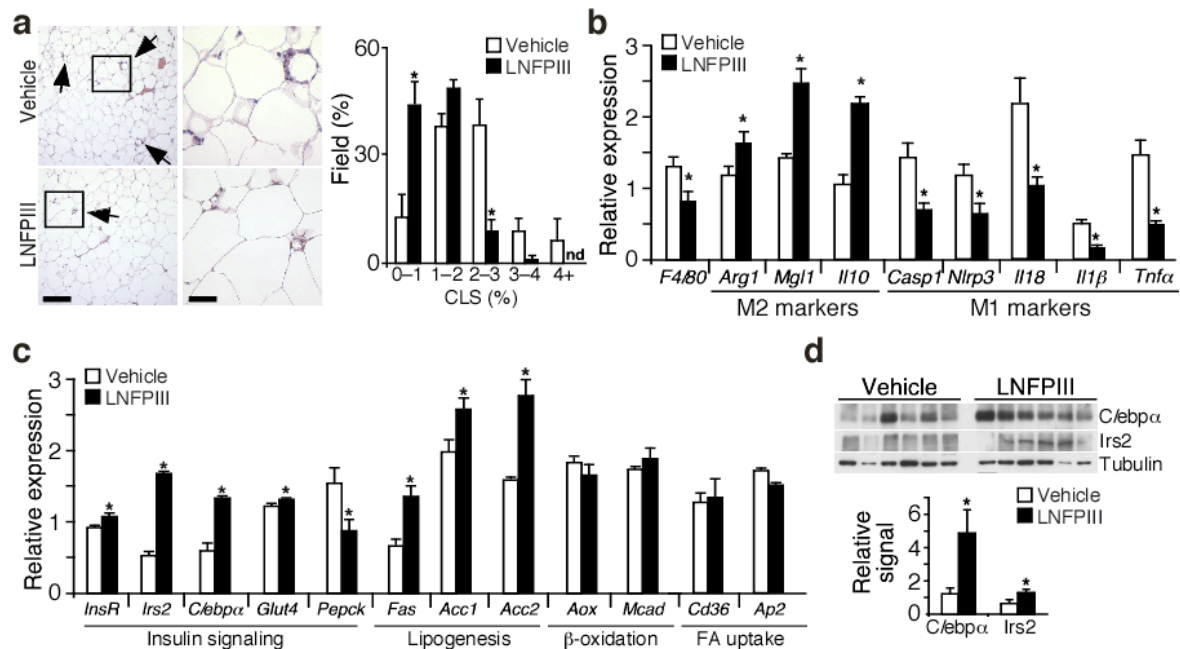 a
Vehicle
LNFPIII
Field (%)
60
30
0
Vehicle
LNFPIII
*
*
nd
0–1 1–2 2–3 3–4 4+
CLS (%)
b
Relative expression
3
2
1
0
Vehicle
LNFPIII
* * * * * * * * *
F4/80 Arg1 Mgl1 Il10 Casp1 Nlrp3 Il18 Il1β Tnfα
M2 markers M1 markers
c
Relative expression
3
2
1
0
Vehicle
LNFPIII
* * * * * * * *
InsR Irs2 C/ebpα Glut4 Pepck Fas Acc1 Acc2 Aox Mcad Cd36 Ap2
Insulin signaling Lipogenesis β-oxidation FA uptake
d
Vehicle LNFPIII
C/ebpα
Irs2
Tubulin
Relative
signal
6
4
2
0
Vehicle
LNFPIII
* *
C/ebpα Irs2